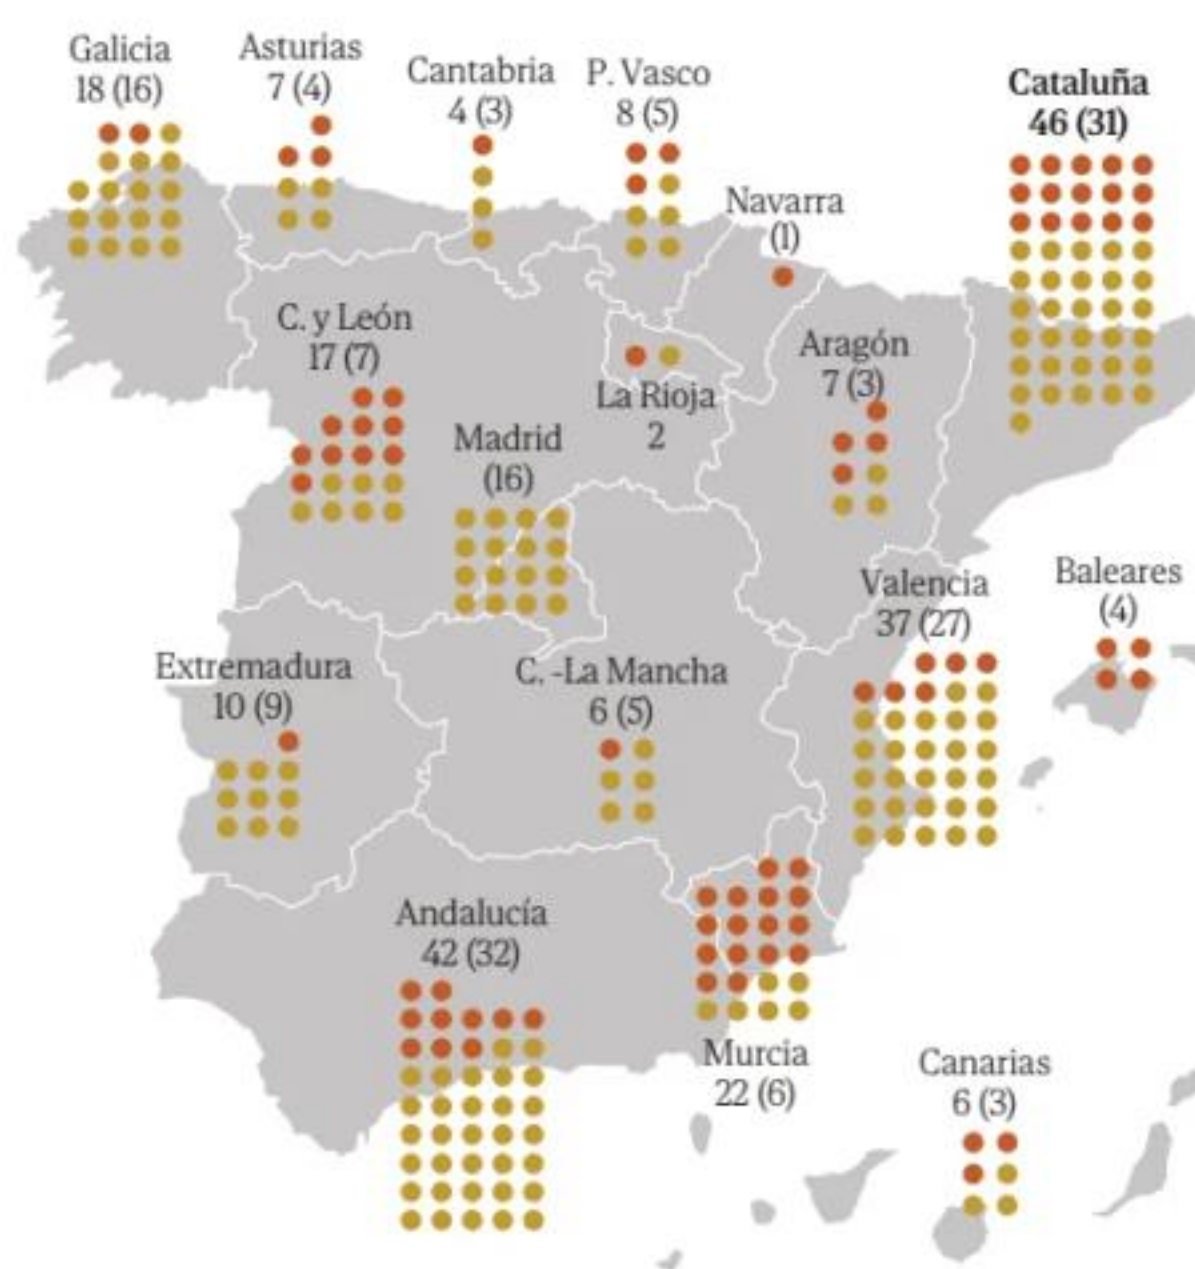 Galicia
18 (16)
Asturias
7 (4)
Cantabria
4 (3)
P. Vasco
8 (5)
Cataluña
46 (31)
Navarra
(1)
C. y León
17 (7)
La Rioja
2
Aragón
7 (3)
Madrid
(16)
Valencia
37 (27)
Baleares
(4)
Extremadura
10 (9)
C. -La Mancha
6 (5)
Andalucía
42 (32)
Murcia
22 (6)
Canarias
6 (3)